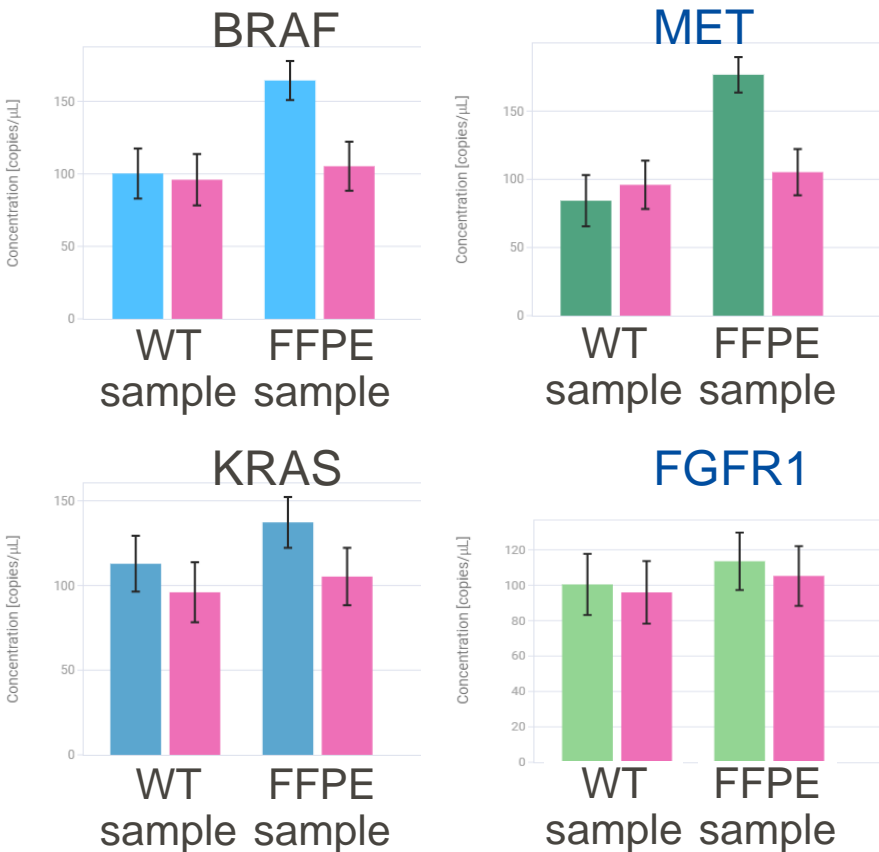 BRAF
Concentration [copies/µL]
150
100
50
0
WT FFPE
sample sample
MET
Concentration [copies/µL]
150
100
50
0
WT FFPE
sample sample
KRAS
Concentration [copies/µL]
150
100
50
0
WT FFPE
sample sample
FGFR1
Concentration [copies/µL]
120
100
80
60
40
20
0
WT FFPE
sample sample